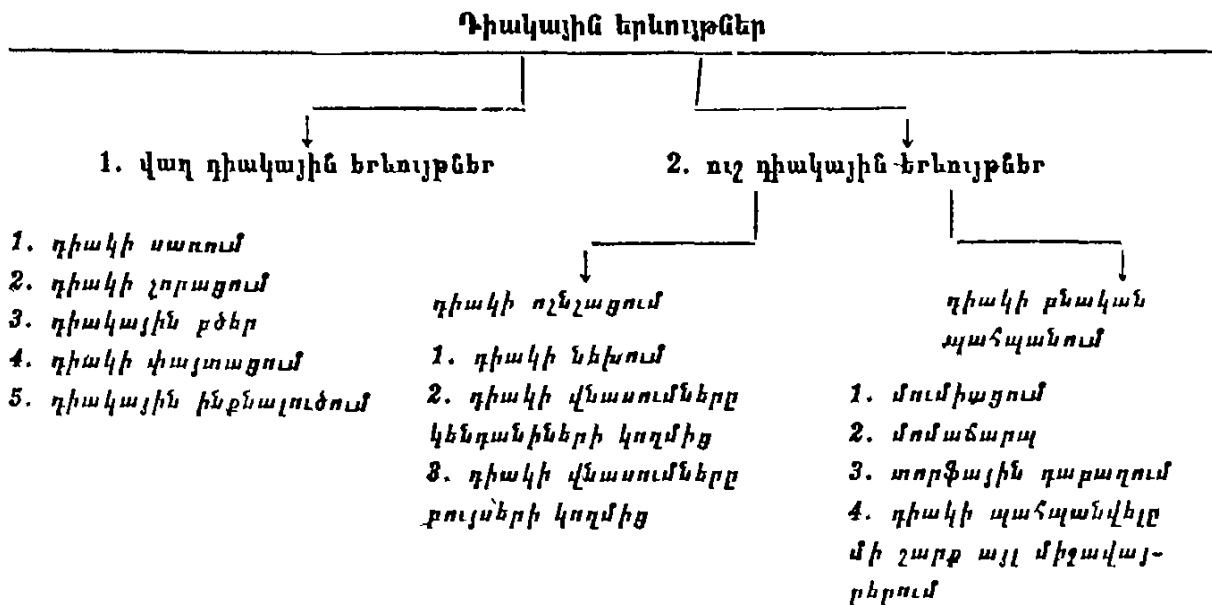 Դիակային երևույթներ
1. վաղ դիակային երևույթներ
2. ուշ դիակային երևույթներ
1. դիակի սառում
2. դիակի չորացում
3. դիակային բծեր
4. դիակի փայտացում
5. դիակային ինքնալուծում
դիակի ոչնչացում
1. դիակի նեխում
2. դիակի վնասումները
կենդանիների կողմից
3. դիակի վնասումները
բույսերի կողմից
դիակի բնական
պահպանում
1. մումիացում
2. մոմաճարպ
3. տորֆային դաբաղում
4. դիակի պահպանվելը
մի շարք այլ միջավայ-
րերում